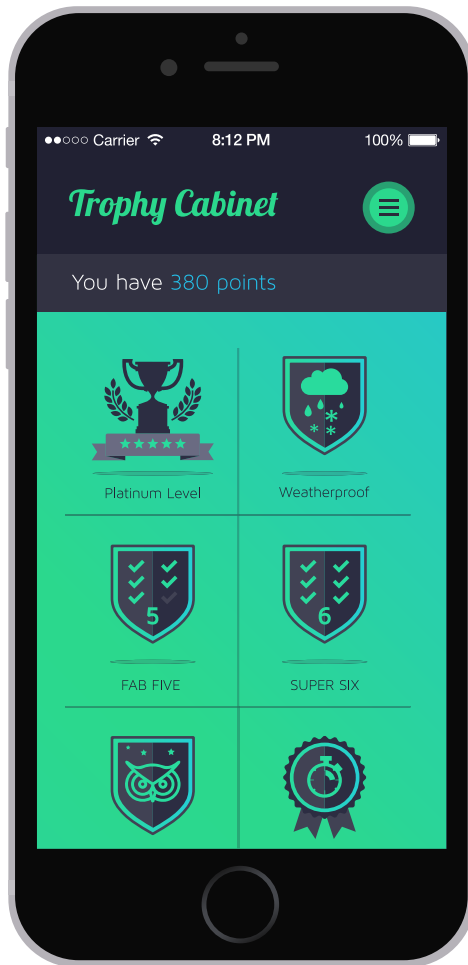 Carrier 8:12 PM 100%
Trophy Cabinet
You have 380 points
Platinum Level Weatherproof
5 6
FAB FIVE SUPER SIX